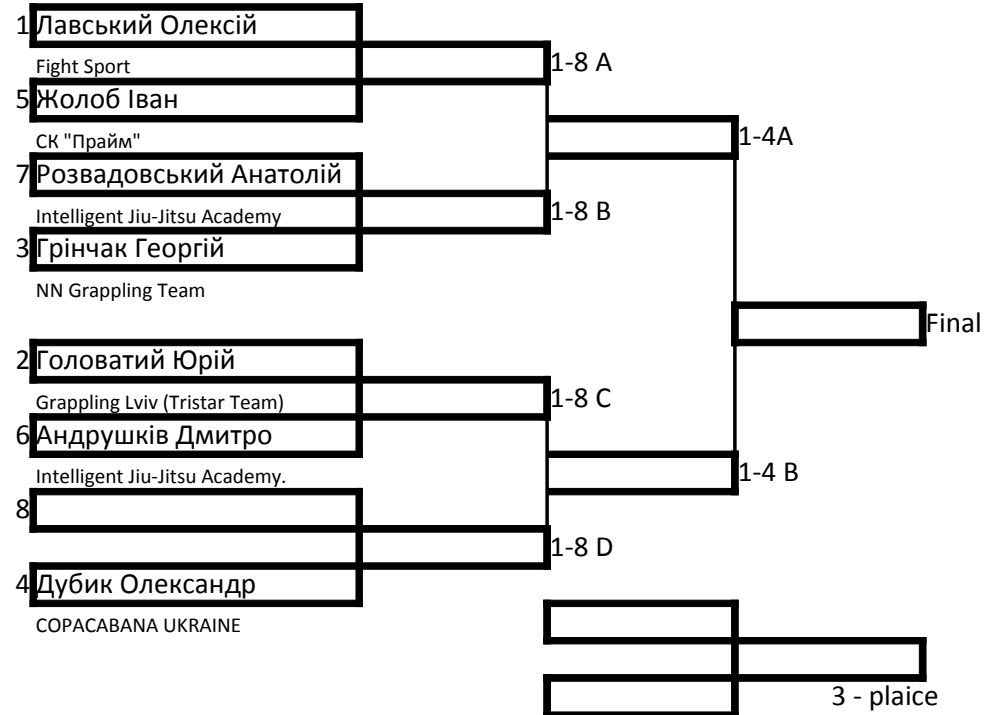 1 Лавський Олексій
Fight Sport
1-8 A
5 Жолоб Іван
СК "Прайм"
1-4A
7 Розвадовський Анатолій
Intelligent Jiu-Jitsu Academy
1-8 B
3 Грінчак Георгій
NN Grappling Team
Final
2 Головатий Юрій
Grappling Lviv (Tristar Team)
1-8 C
6 Андрушків Дмитро
Intelligent Jiu-Jitsu Academy.
1-4 B
8
1-8 D
4 Дубик Олександр
COPACABANA UKRAINE
3 - plaice